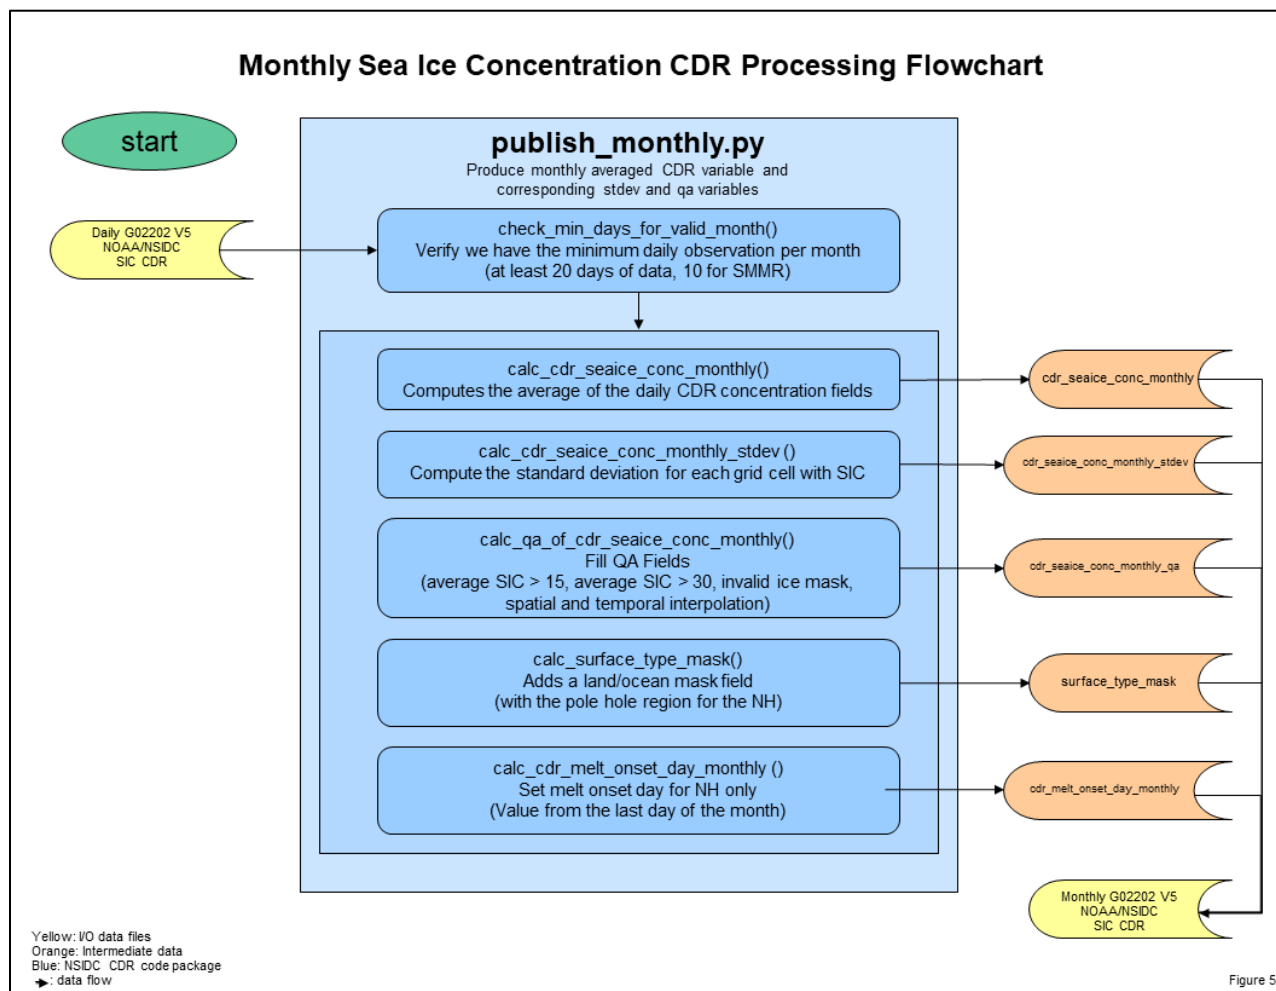 Monthly Sea Ice Concentration CDR Processing Flowchart
start
publish_monthly.py
Produce monthly averaged CDR variable and
corresponding stdev and qa variables
Daily G02202 V5
NOAA/NSIDC
SIC CDR
check_min_days_for_valid_month()
Verify we have the minimum daily observation per month
(at least 20 days of data, 10 for SMMR)
calc_cdr_seaice_conc_monthly()
Computes the average of the daily CDR concentration fields
cdr_seaice_conc_monthly
calc_cdr_seaice_conc_monthly_stdev ()
Compute the standard deviation for each grid cell with SIC
cdr_seaice_conc_monthly_stdev
calc_qa_of_cdr_seaice_conc_monthly()
Fill QA Fields
(average SIC > 15, average SIC > 30, invalid ice mask,
spatial and temporal interpolation)
cdr_seaice_conc_monthly_qa
calc_surface_type_mask()
Adds a land/ocean mask field
(with the pole hole region for the NH)
surface_type_mask
calc_cdr_melt_onset_day_monthly ()
Set melt onset day for NH only
(Value from the last day of the month)
cdr_melt_onset_day_monthly
Monthly G02202 V5
NOAA/NSIDC
SIC CDR
Yellow: I/O data files
Orange: Intermediate data
Blue: NSIDC CDR code package
: data flow
Figure 5